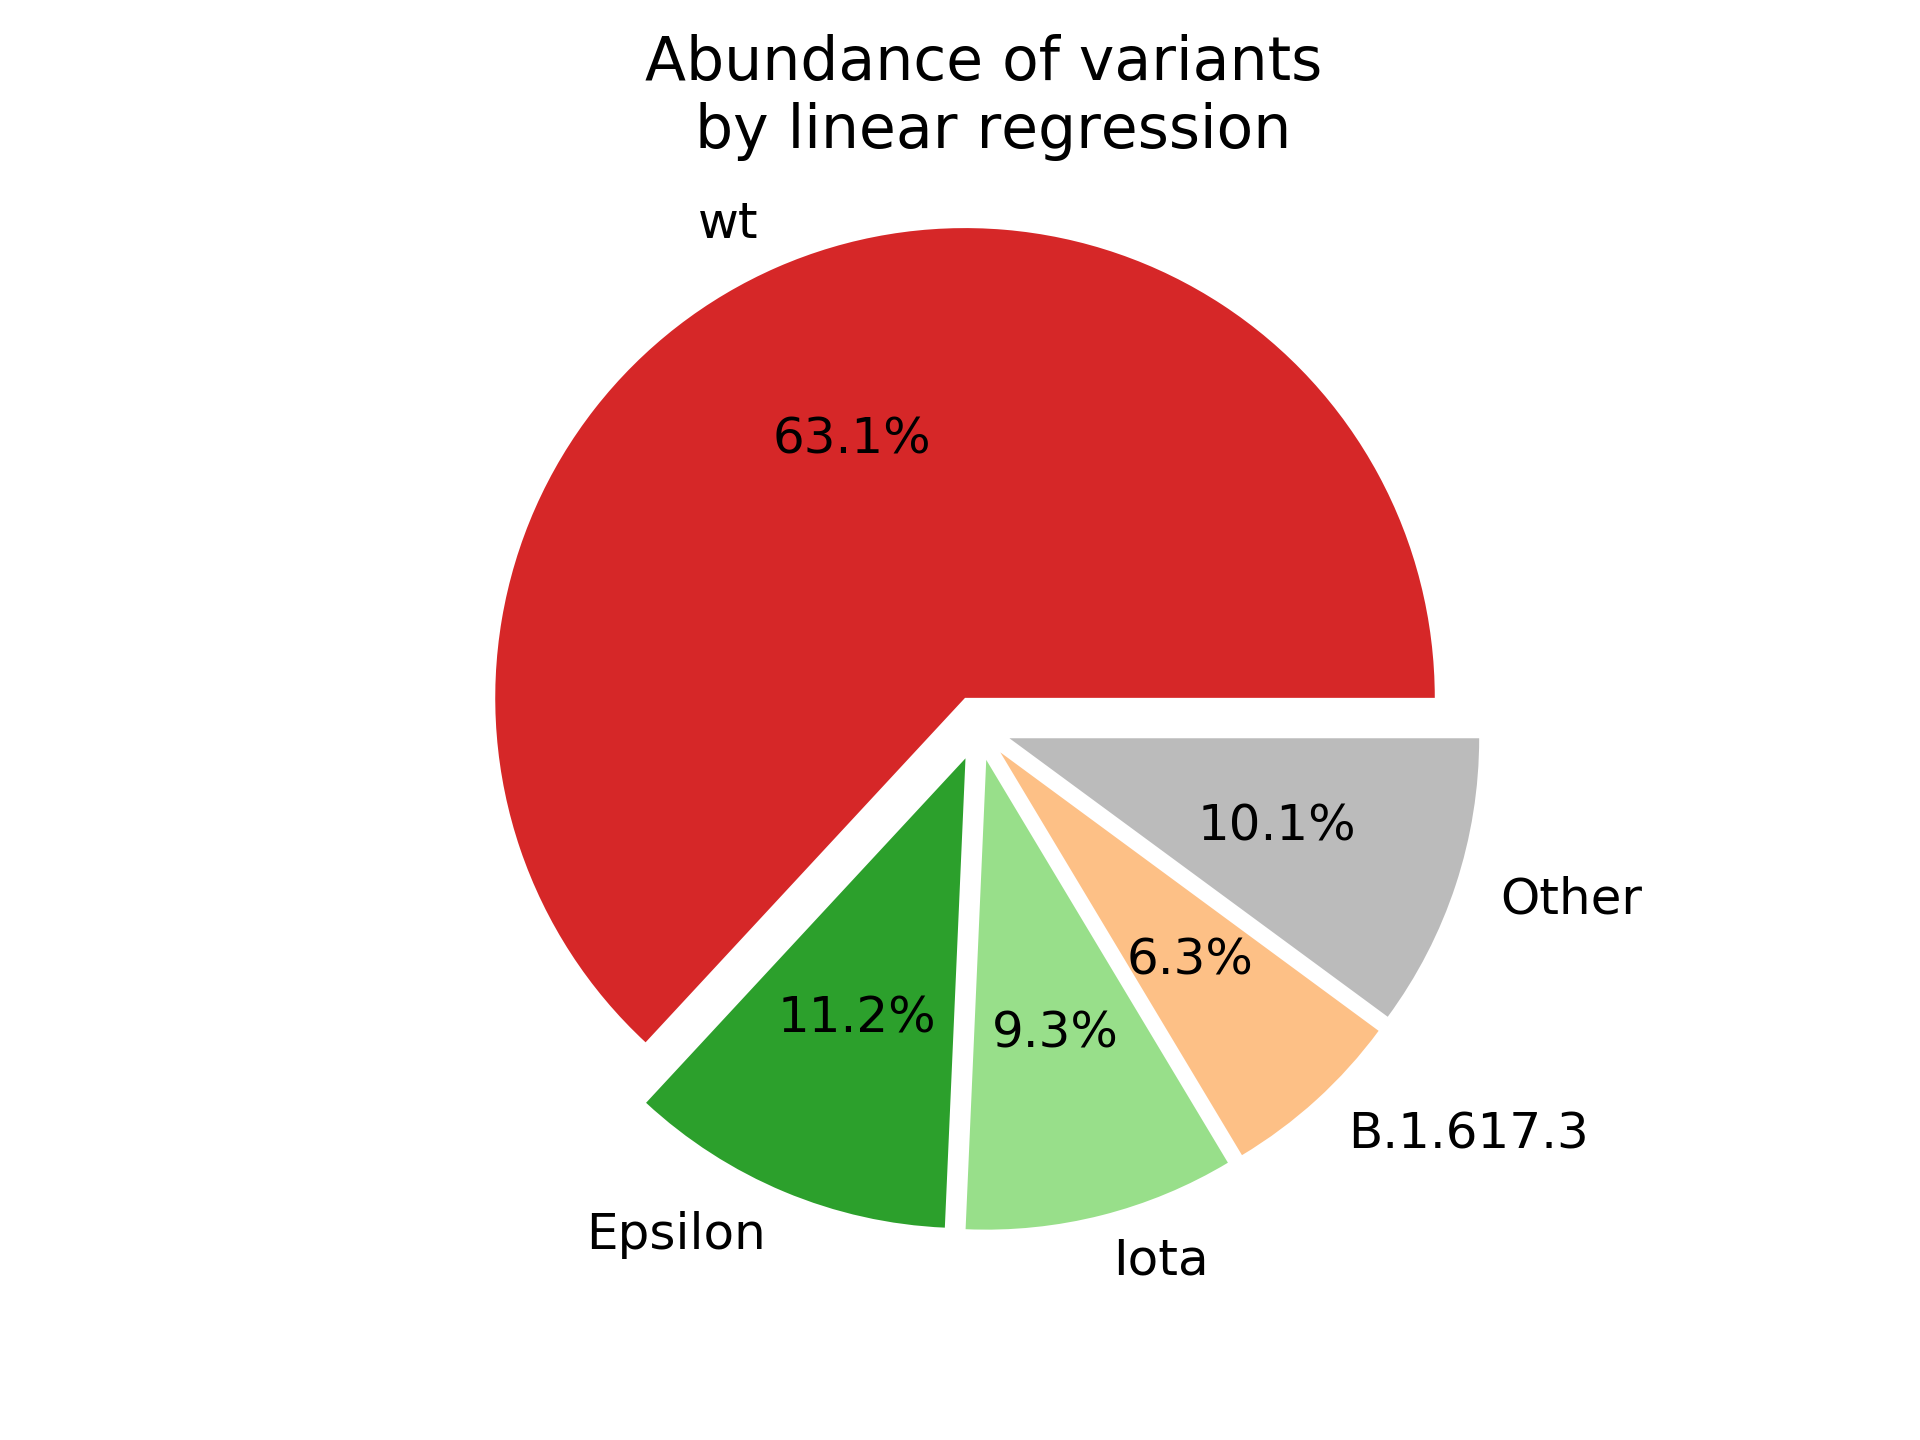 Abundance of variants
by linear regression
wt
63.1%
10.1%
Other
6.3%
11.2%
9.3%
B.1.617.3
Epsilon
Iota